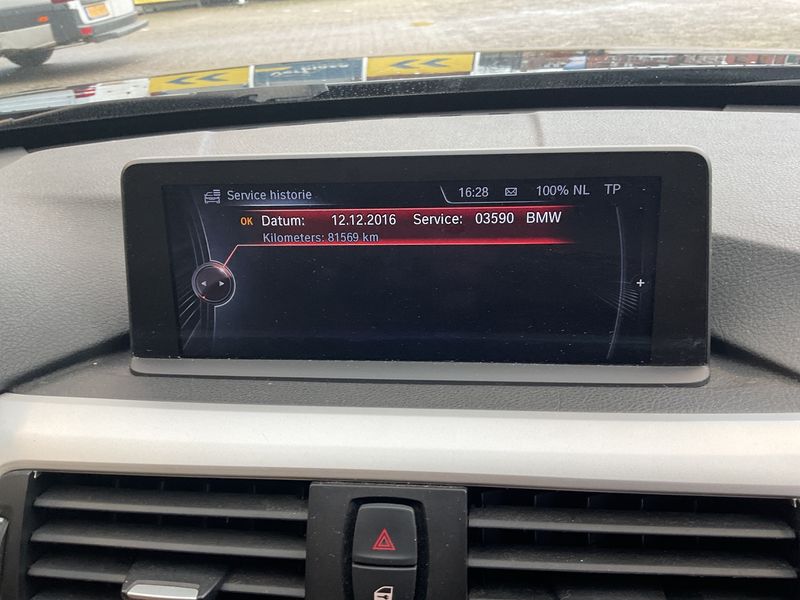 Service historie 16:28 100% NL TP
OK Datum: 12.12.2016 Service: 03590 BMW
Kilometers: 81569 km